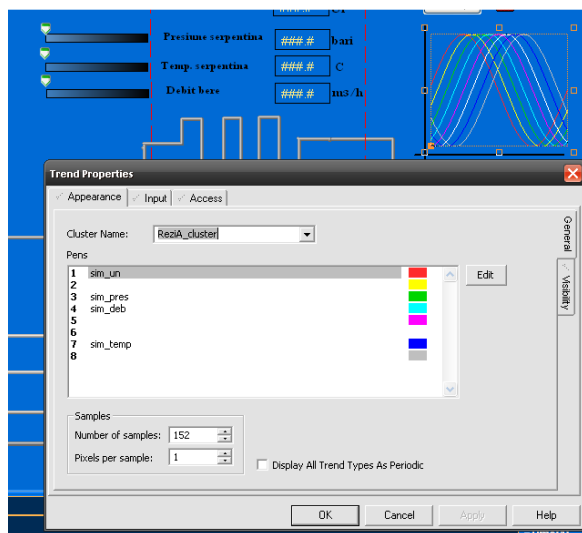 Presiune serpentina ###.# bari
Temp. serpentina ###.# C
Debit bere ###.# m3/h
Trend Properties
Appearance Input Access
General
Visibility
Cluster Name: ReziA_cluster
Pens
1 sim_un
2
3 sim_pres
4 sim_deb
5
6
7 sim_temp
8
Edit
Samples
Number of samples: 152
Pixels per sample: 1
Display All Trend Types As Periodic
OK Cancel Apply Help